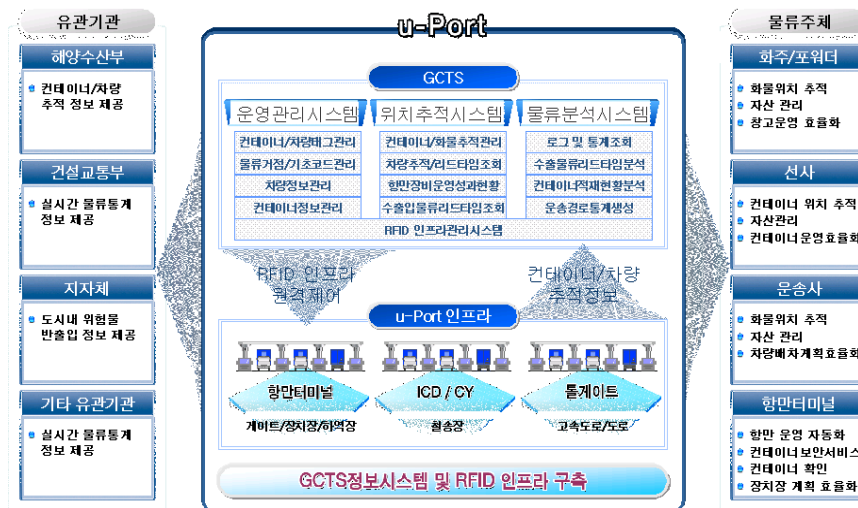 유관기관
해양수산부
컨테이너/차량
추적 정보 제공
건설교통부
실시간 물류통계
정보 제공
지자체
도시내 위험물
반출입 정보 제공
기타 유관기관
실시간 물류통계
정보 제공
u-Port
GCTS
운영관리시스템 위치추적시스템 물류분석시스템
컨테이너/차량태그관리 컨테이너/화물추적관리 로그 및 통계조회
물류거점/기초코드관리 차량추적/리드타임조회 수출물류리드타임분석
차량정보관리 항만장비운영성과현황 컨테이너적재현황분석
컨테이너정보관리 수출입물류리드타임조회 운송경로통계생성
RFID 인프라관리시스템
RFID 인프라
원격제어
컨테이너/차량
추적정보
u-Port 인프라
항만터미널 ICD / CY 톨게이트
게이트/장치장/하역장 철송장 고속도로/도로
GCTS정보시스템 및 RFID 인프라 구축
물류주체
화주/포워더
화물위치 추적
자산 관리
창고운영 효율화
선사
컨테이너 위치 추적
자산관리
컨테이너운영효율화
운송사
화물위치 추적
자산 관리
차량배차계획효율화
항만터미널
항만 운영 자동화
컨테이너보안서비스
컨테이너 확인
장치장 계획 효율화